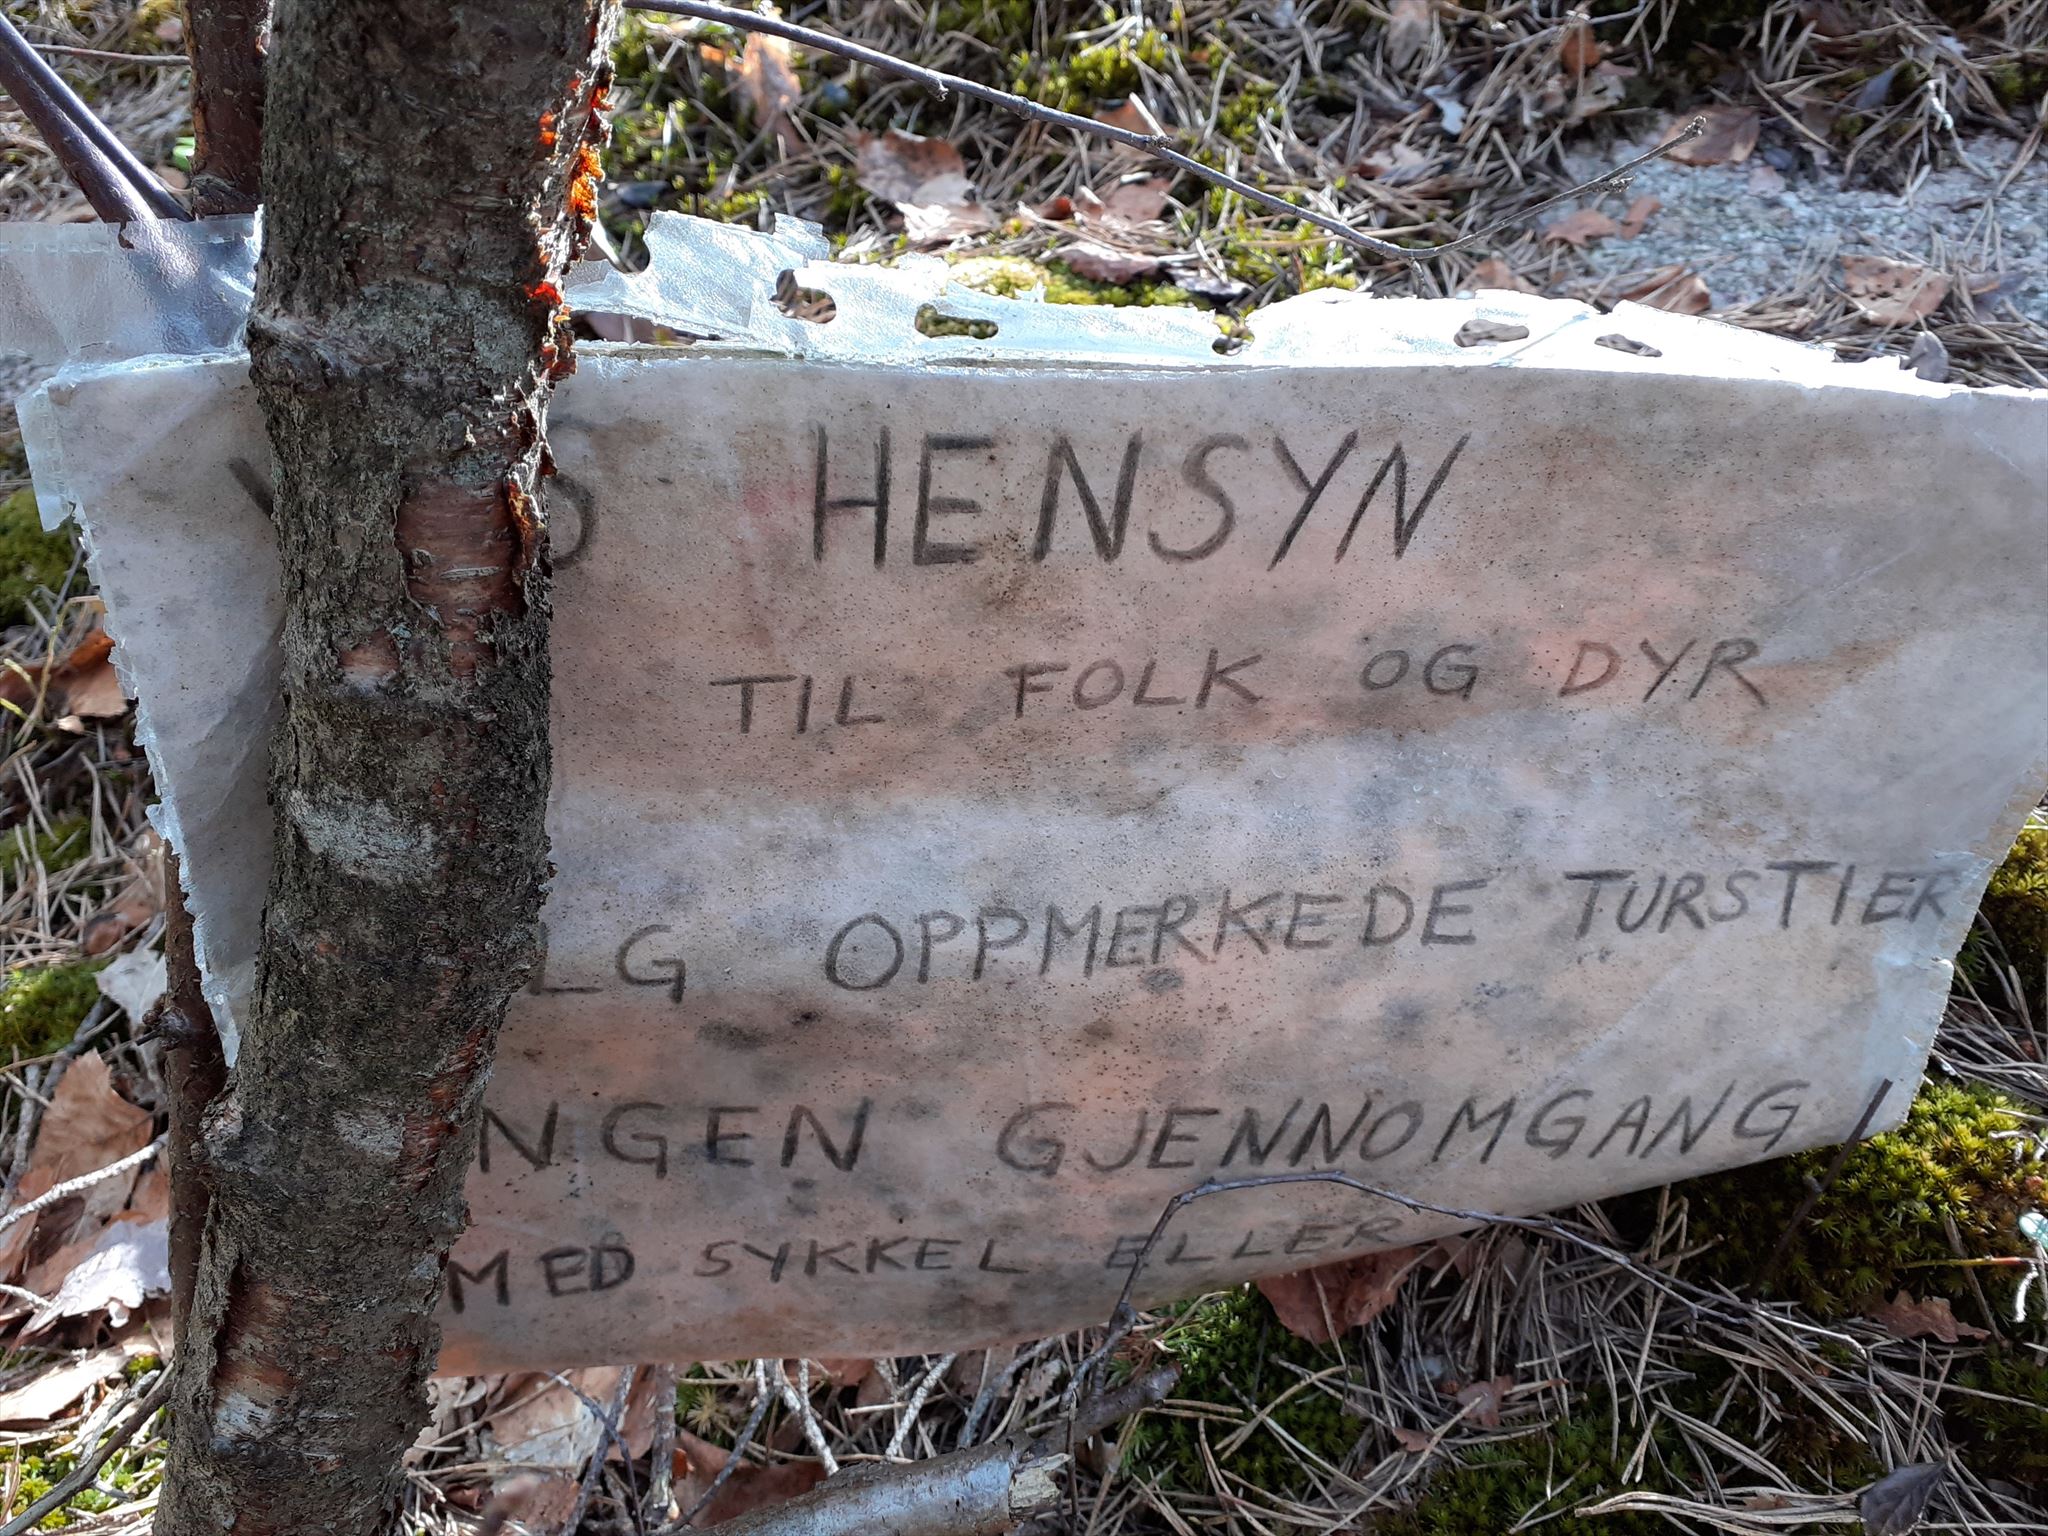 HENSYN
TIL FOLK OG DYR
OPPMERKEDE TURSTIER
GJENNOMGANG
MED SYKKEL ELLER